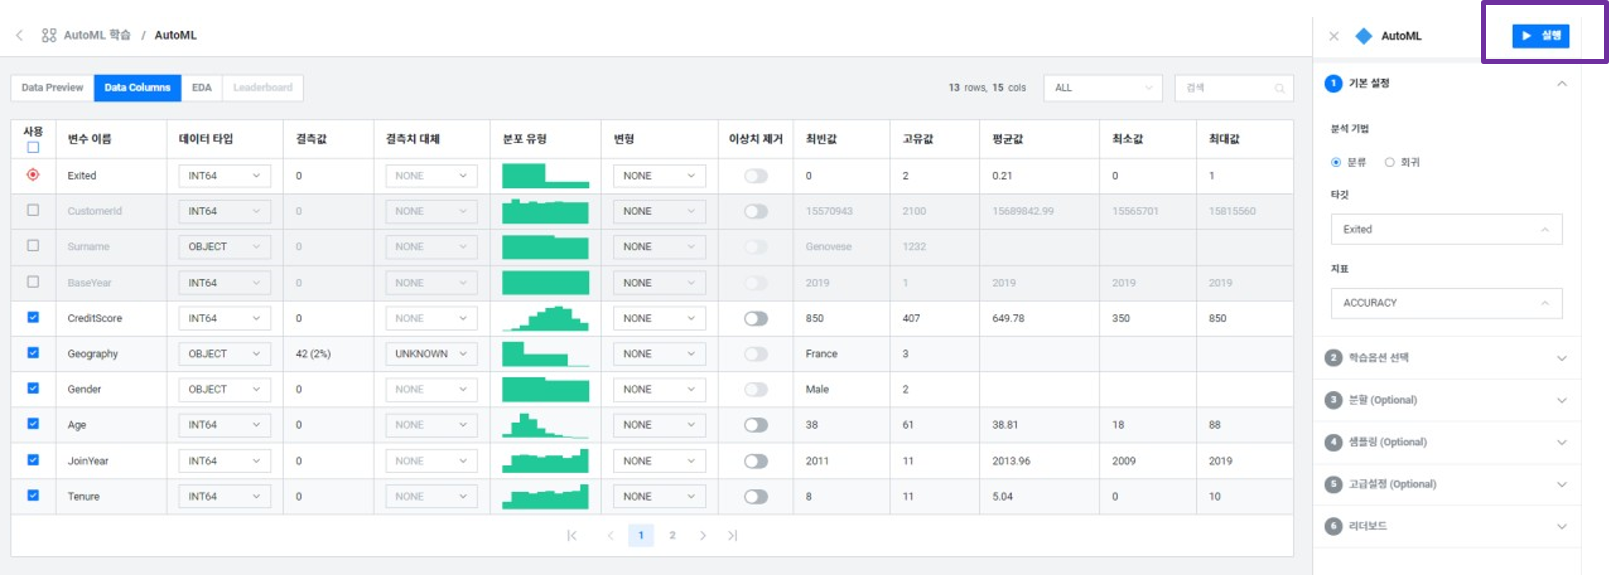 AutoML 학습 / AutoML
AutoML
실행
Data Preview Data Columns EDA Leaderboard
13 rows, 15 cols ALL 검색
사용 변수 이름 데이터 타입 결측값 결측치 대체 분포 유형 변형 이상치 제거 최빈값 고유값 평균값 최소값 최대값
Exited INT64 0 NONE NONE 0 2 0.21 0 1
CustomerId INT64 0 NONE NONE 15570943 2100 15689842.99 15565701 15815560
Surname OBJECT 0 NONE NONE Genovese 1232
BaseYear INT64 0 NONE NONE 2019 1 2019 2019 2019
CreditScore INT64 0 NONE NONE 850 407 649.78 350 850
Geography OBJECT 42 (2%) UNKNOWN NONE France 3
Gender OBJECT 0 NONE NONE Male 2
Age INT64 0 NONE NONE 38 61 38.81 18 88
JoinYear INT64 0 NONE NONE 2011 11 2013.96 2009 2019
Tenure INT64 0 NONE NONE 8 11 5.04 0 10
1 2
1 기본 설정
분석 기법
분류 회귀
타깃
Exited
지표
ACCURACY
2 학습옵션 선택
3 분할 (Optional)
4 샘플링 (Optional)
5 고급설정 (Optional)
6 리더보드